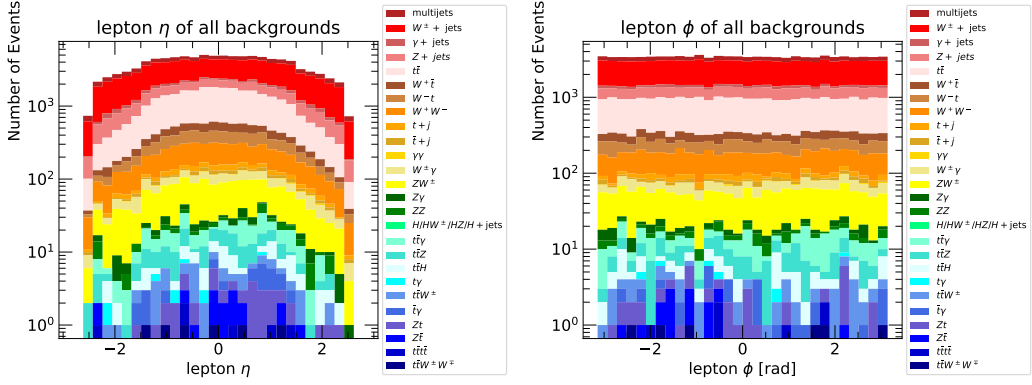 lepton η of all backgrounds
Number of Events
10³
10²
10¹
10⁰
−2
0
2
lepton η
multijets
W± + jets
γ + jets
Z + jets
tt̄
W⁺t̄
W⁻t
W⁺W⁻
t + j
t̄ + j
γγ
W±γ
ZW±
Zγ
ZZ
H/HW±/HZ/H + jets
tt̄γ
tt̄Z
tt̄H
tγ
tt̄W±
t̄γ
Zt
Zt̄
tt̄tt̄
tt̄W±W∓
lepton ϕ of all backgrounds
Number of Events
10³
10²
10¹
10⁰
−2
0
2
lepton ϕ [rad]
multijets
W± + jets
γ + jets
Z + jets
tt̄
W⁺t̄
W⁻t
W⁺W⁻
t + j
t̄ + j
γγ
W±γ
ZW±
Zγ
ZZ
H/HW±/HZ/H + jets
tt̄γ
tt̄Z
tt̄H
tγ
tt̄W±
t̄γ
Zt
Zt̄
tt̄tt̄
tt̄W±W∓